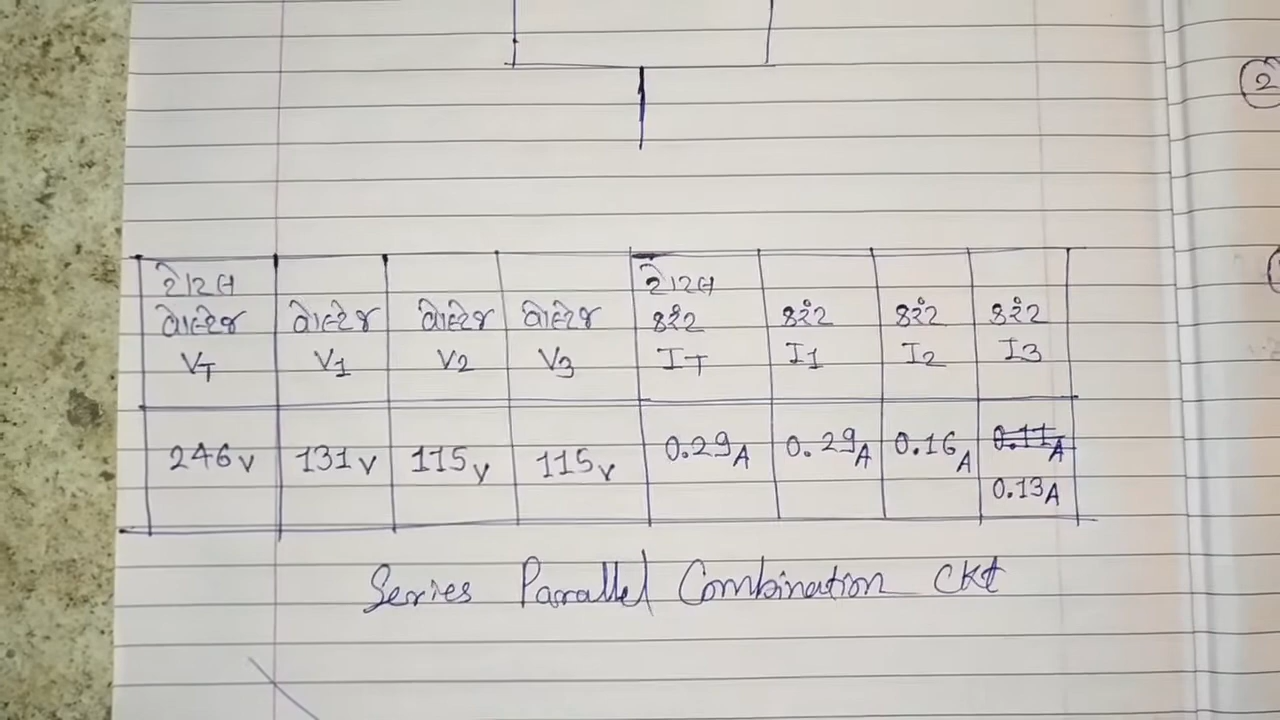 2
ટોટલ ટોટલ
વોલ્ટેજ વોલ્ટેજ વોલ્ટેજ વોલ્ટેજ કરંટ કરંટ કરંટ કરંટ
VT V1 V2 V3 IT I1 I2 I3
246V 131V 115V 115V 0.29A 0.29A 0.16A 0.11A
0.13A
Series Parallel Combination Ckt